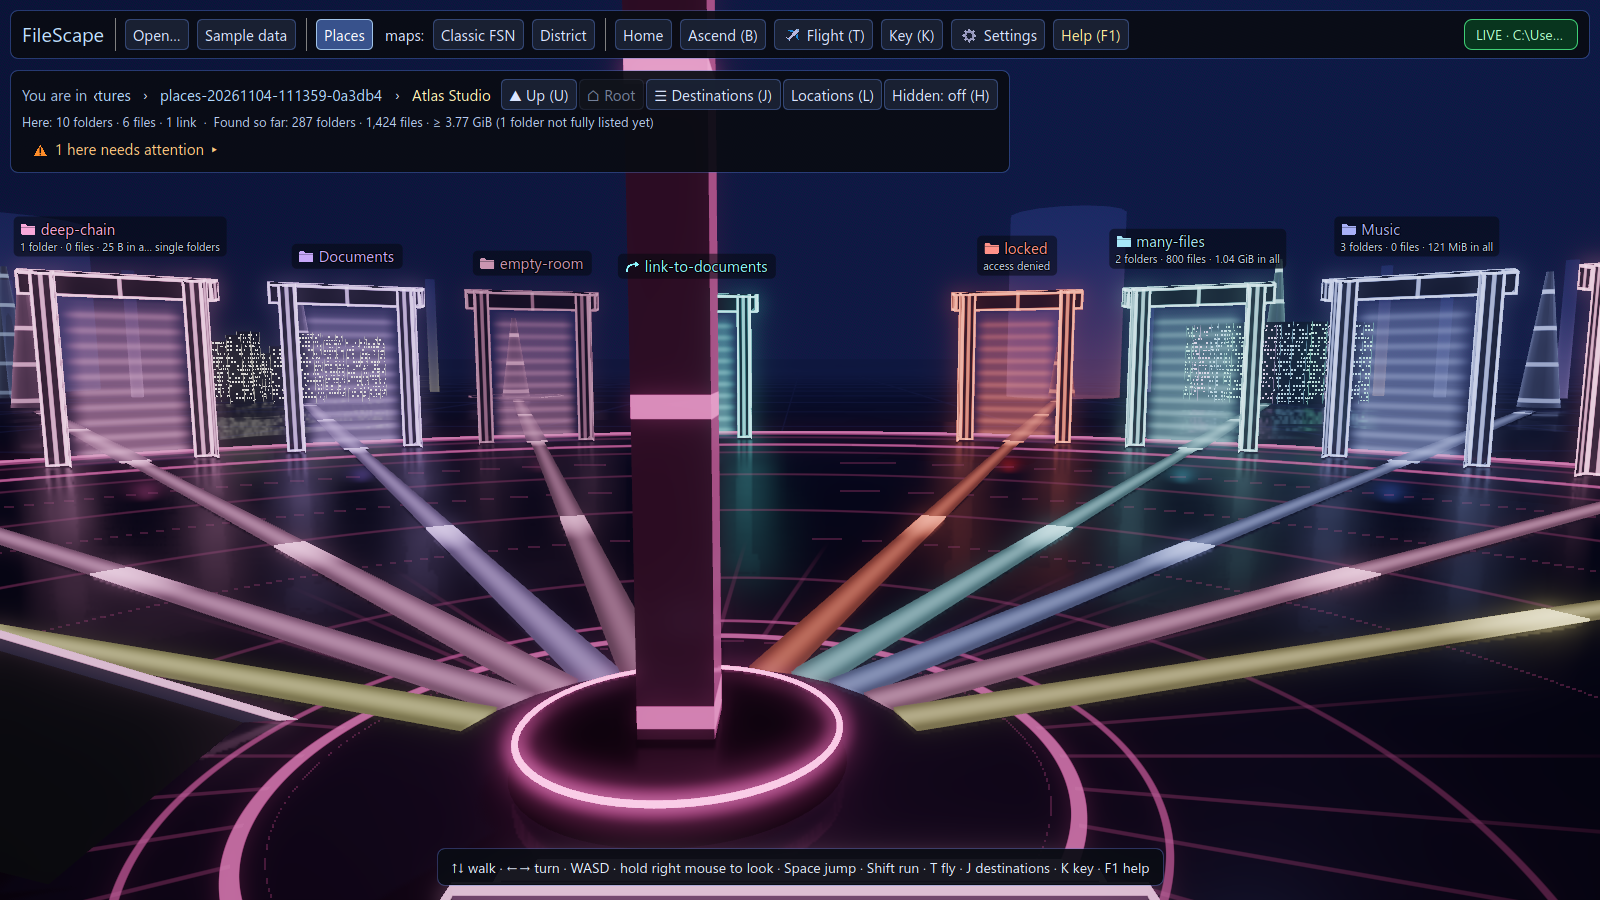 FileScape Open... Sample data Places maps: Classic FSN District Home Ascend (B) Flight (T) Key (K) Settings Help (F1) LIVE · C:\Use...
You are in ‹tures › places-20261104-111359-0a3db4 › Atlas Studio ▲ Up (U) Root ☰ Destinations (J) Locations (L) Hidden: off (H)
Here: 10 folders · 6 files · 1 link · Found so far: 287 folders · 1,424 files · ≥ 3.77 GiB (1 folder not fully listed yet)
1 here needs attention ▸
deep-chain
1 folder · 0 files · 25 B in a... single folders
Documents
empty-room
link-to-documents
locked
access denied
many-files
2 folders · 800 files · 1.04 GiB in all
Music
3 folders · 0 files · 121 MiB in all
↑↓ walk · ←→ turn · WASD · hold right mouse to look · Space jump · Shift run · T fly · J destinations · K key · F1 help